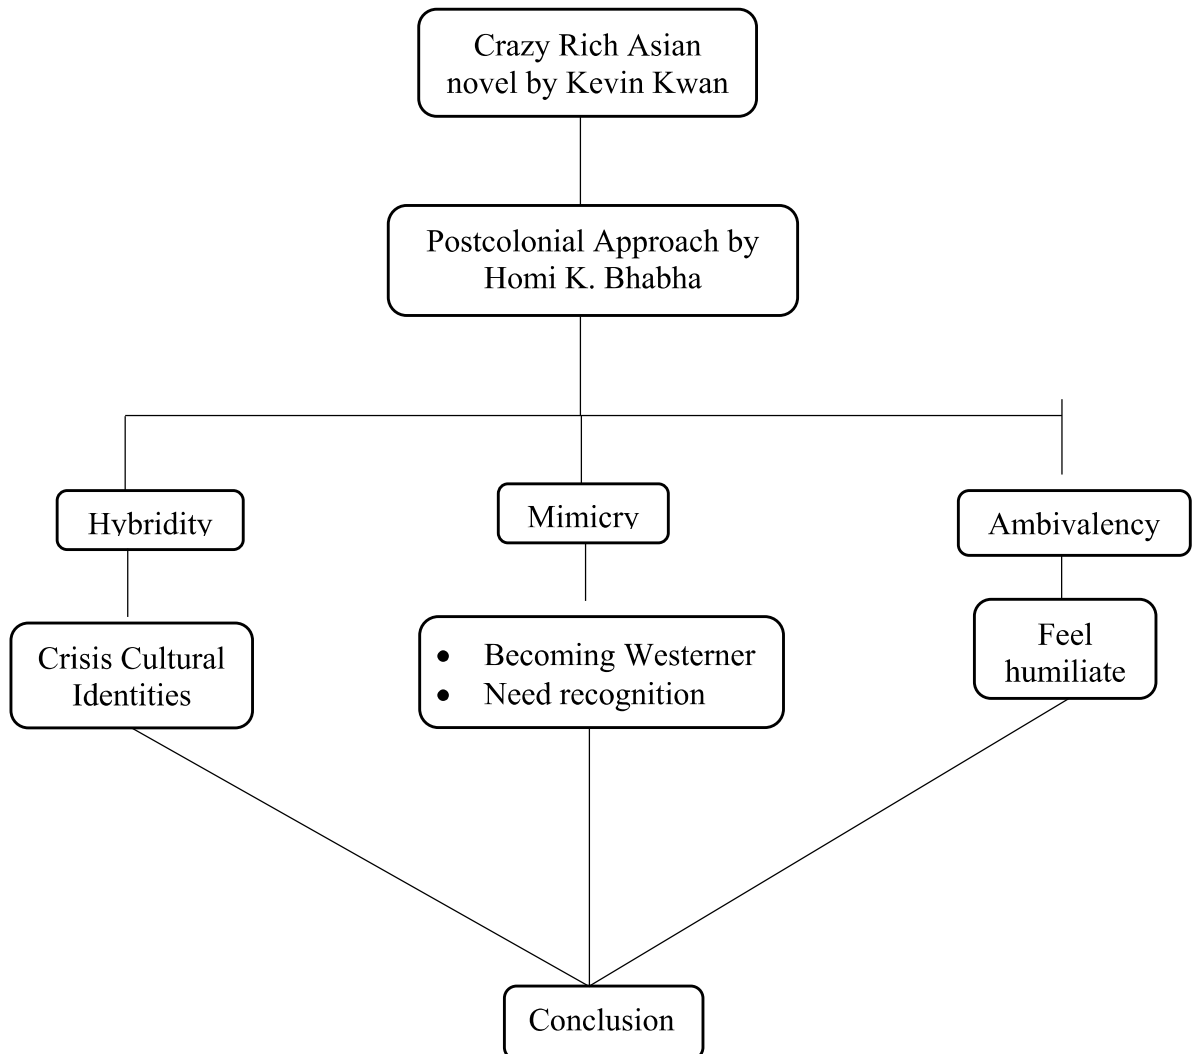 Crazy Rich Asian
novel by Kevin Kwan
Postcolonial Approach by
Homi K. Bhabha
Hybridity
Mimicry
Ambivalency
Crisis Cultural
Identities
• Becoming Westerner
• Need recognition
Feel
humiliate
Conclusion